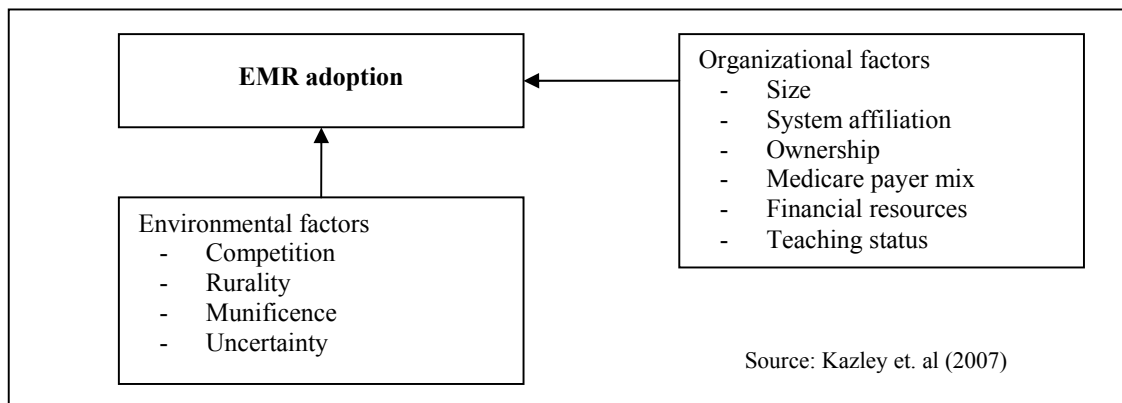 EMR adoption
Organizational factors
- Size
- System affiliation
- Ownership
- Medicare payer mix
- Financial resources
- Teaching status
Environmental factors
- Competition
- Rurality
- Munificence
- Uncertainty
Source: Kazley et. al (2007)